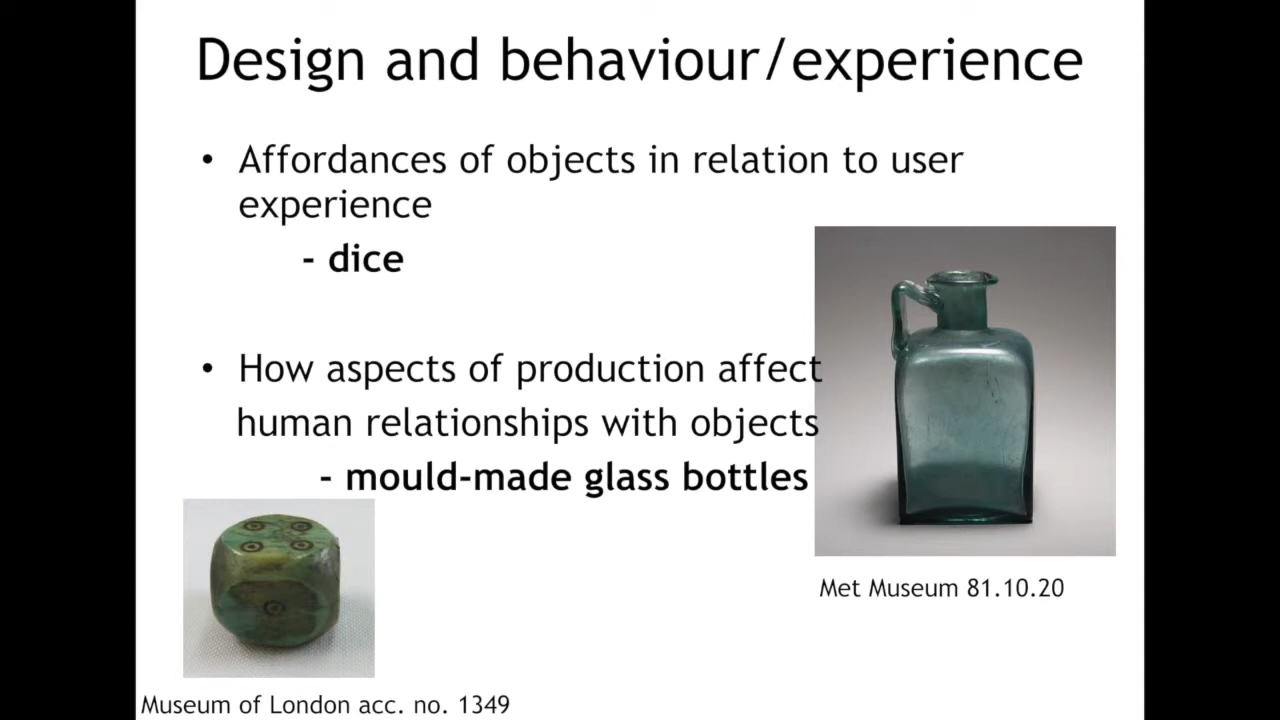 Design and behaviour/experience
• Affordances of objects in relation to user
experience
- dice
• How aspects of production affect
human relationships with objects
- mould-made glass bottles
Met Museum 81.10.20
Museum of London acc. no. 1349